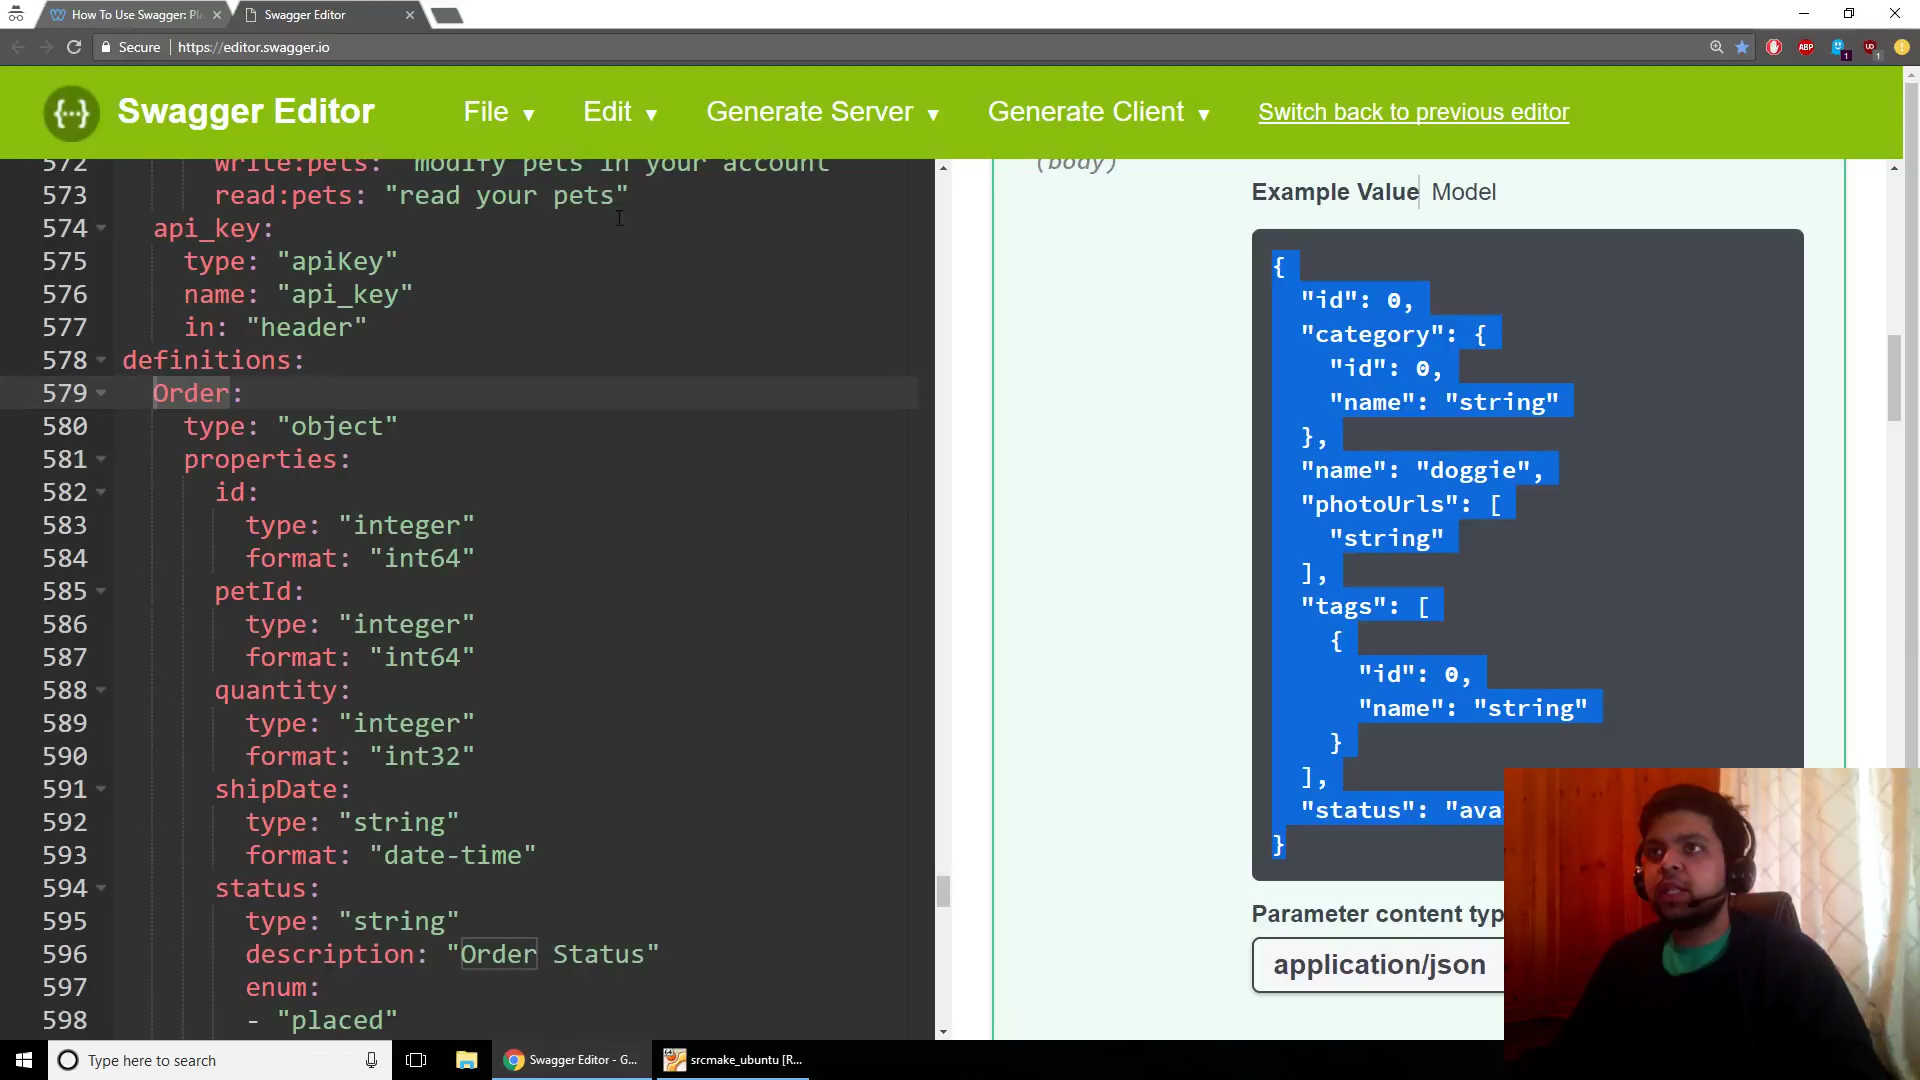 How To Use Swagger: Pl
Swagger Editor
Secure
https://editor.swagger.io
ABP
1
1
{...}
Swagger Editor
File
Edit
Generate Server
Generate Client
Switch back to previous editor
572 write:pets: "modify pets in your account
573 read:pets: "read your pets"
574 api_key:
575 type: "apiKey"
576 name: "api_key"
577 in: "header"
578 definitions:
579 Order:
580 type: "object"
581 properties:
582 id:
583 type: "integer"
584 format: "int64"
585 petId:
586 type: "integer"
587 format: "int64"
588 quantity:
589 type: "integer"
590 format: "int32"
591 shipDate:
592 type: "string"
593 format: "date-time"
594 status:
595 type: "string"
596 description: "Order Status"
597 enum:
598 - "placed"
(body)
Example Value
Model
{
"id": 0,
"category": {
"id": 0,
"name": "string"
},
"name": "doggie",
"photoUrls": [
"string"
],
"tags": [
{
"id": 0,
"name": "string"
}
],
"status": "ava
}
Parameter content typ
application/json
Type here to search
Swagger Editor - G...
srcmake_ubuntu [R...